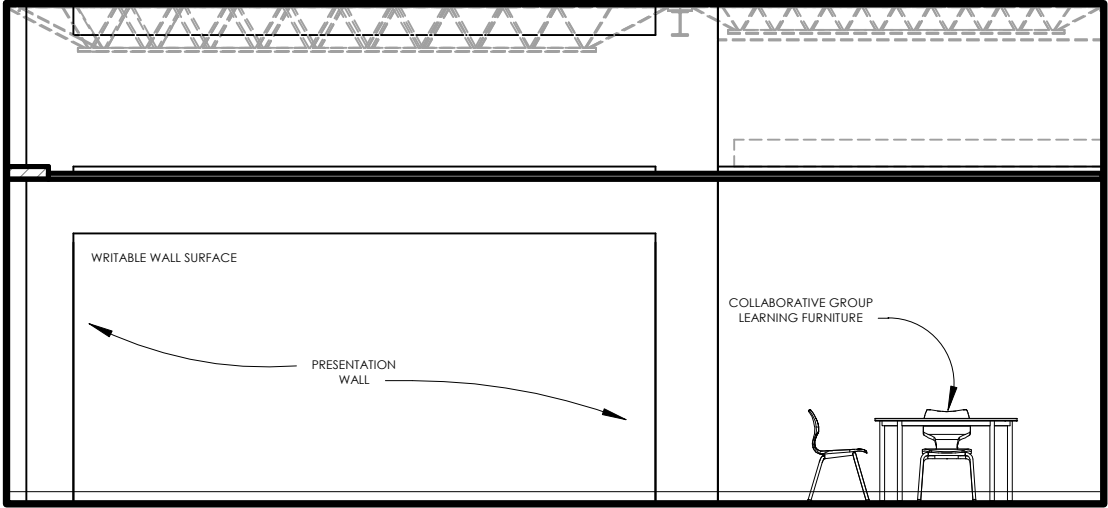 WRITABLE WALL SURFACE
COLLABORATIVE GROUP
LEARNING FURNITURE
PRESENTATION
WALL